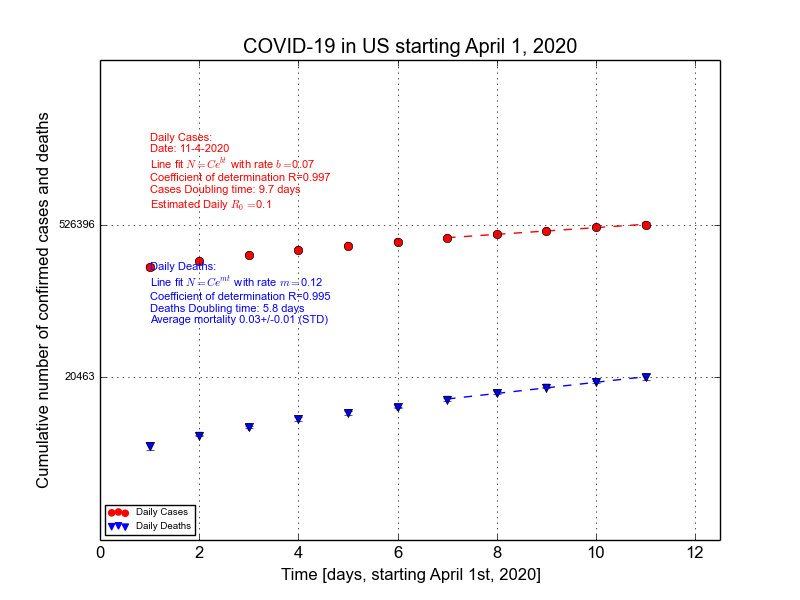 COVID-19 in US starting April 1, 2020
Cumulative number of confirmed cases and deaths
Daily Cases:
Date: 11-4-2020
Line fit N=Ce^{bt} with rate b=0.07
Coefficient of determination R=0.997
Cases Doubling time: 9.7 days
Estimated Daily R_0=0.1
526396
Daily Deaths:
Line fit N=Ce^{mt} with rate m=0.12
Coefficient of determination R=0.995
Deaths Doubling time: 5.8 days
Average mortality 0.03+/-0.01 (STD)
20463
Daily Cases
Daily Deaths
0 2 4 6 8 10 12
Time [days, starting April 1st, 2020]